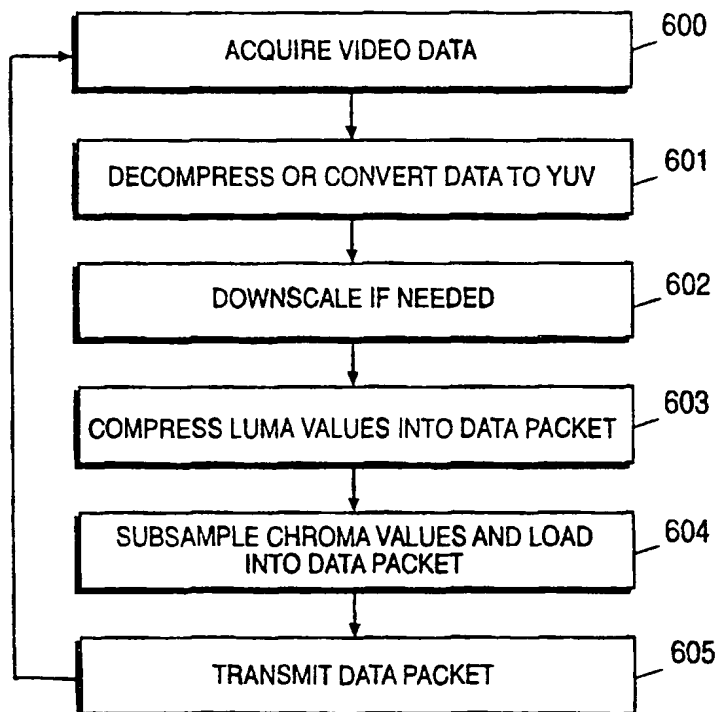 ACQUIRE VIDEO DATA
600
DECOMPRESS OR CONVERT DATA TO YUV
601
DOWNSCALE IF NEEDED
602
COMPRESS LUMA VALUES INTO DATA PACKET
603
SUBSAMPLE CHROMA VALUES AND LOAD
INTO DATA PACKET
604
TRANSMIT DATA PACKET
605